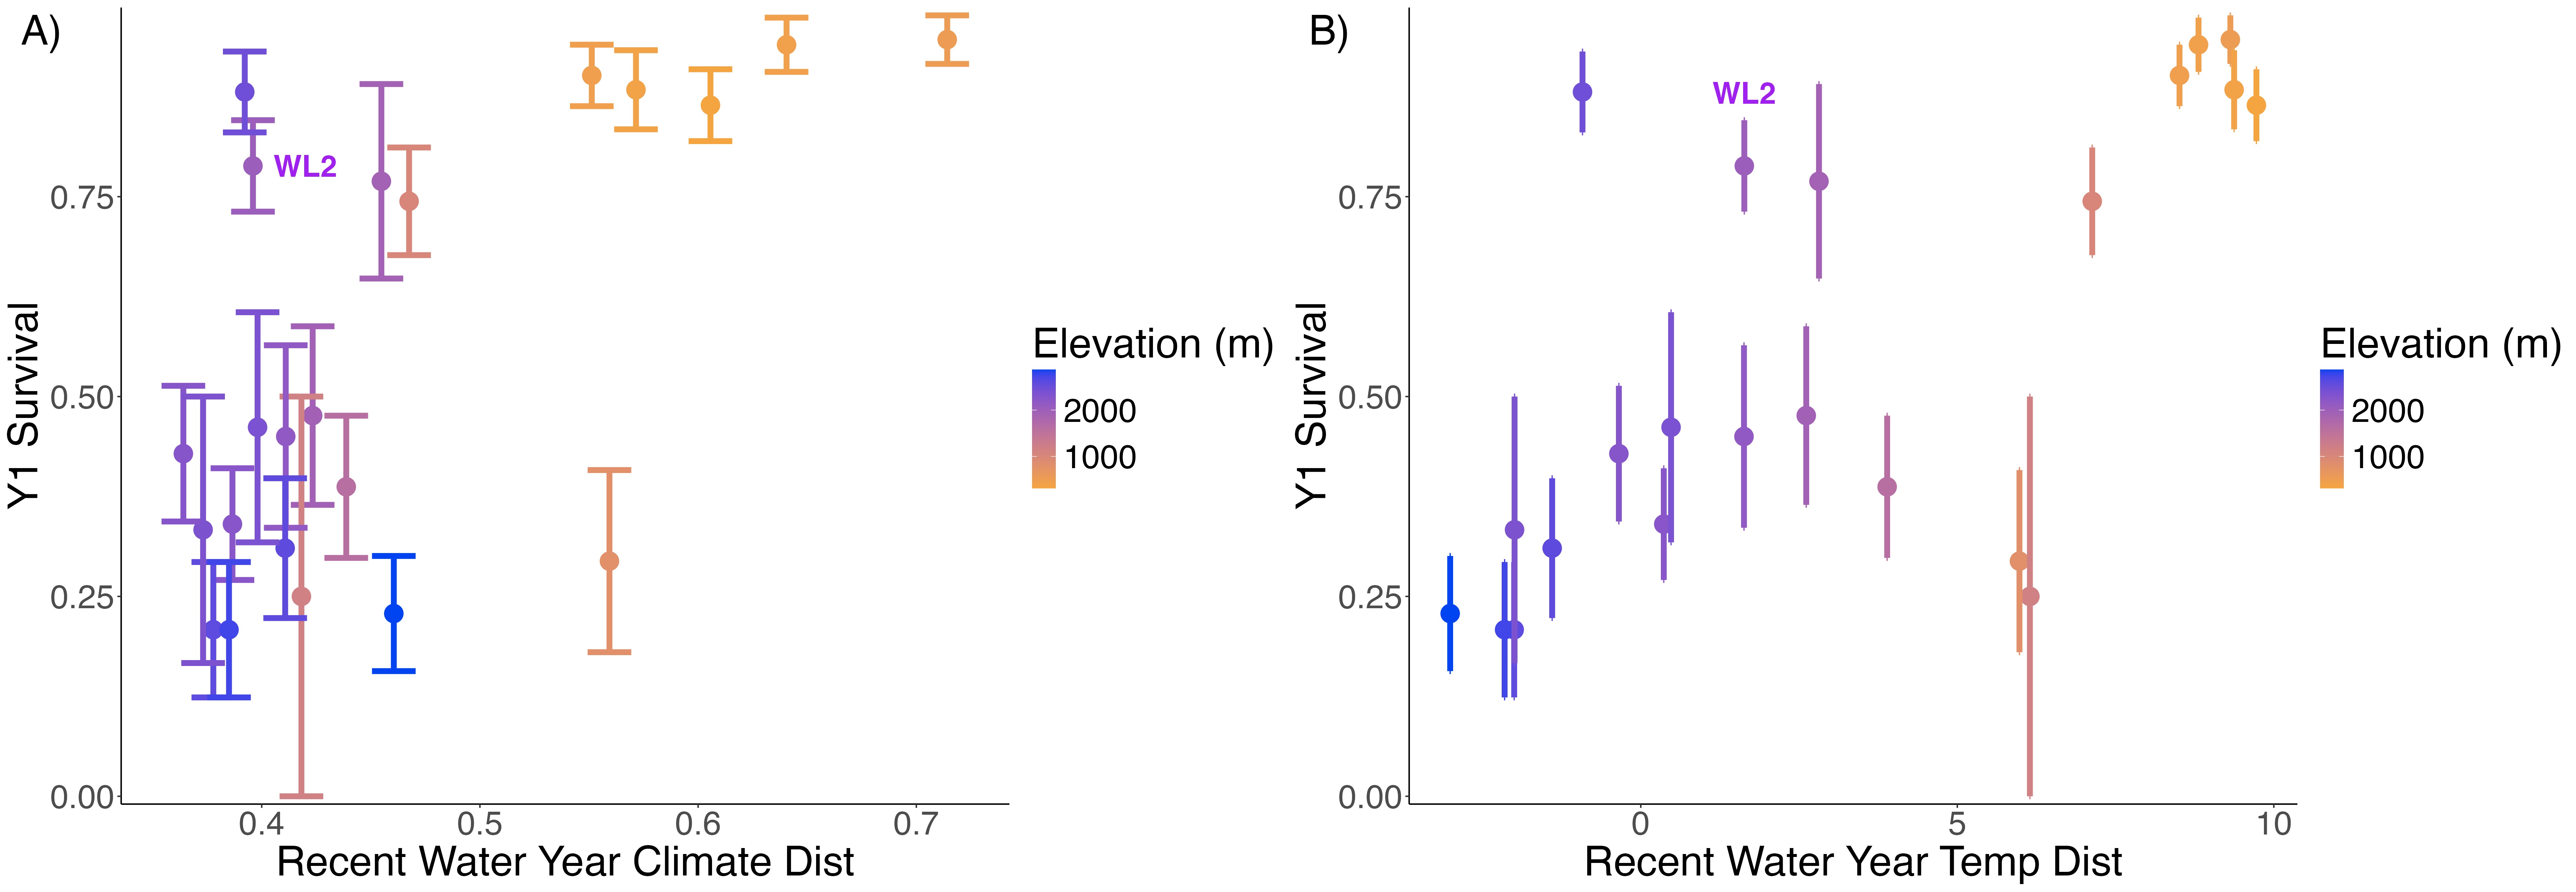 A)
Y1 Survival
0.75
0.50
0.25
0.00
WL2
0.4
0.5
0.6
0.7
Recent Water Year Climate Dist
Elevation (m)
2000
1000
B)
Y1 Survival
0.75
0.50
0.25
0.00
WL2
0
5
10
Recent Water Year Temp Dist
Elevation (m)
2000
1000